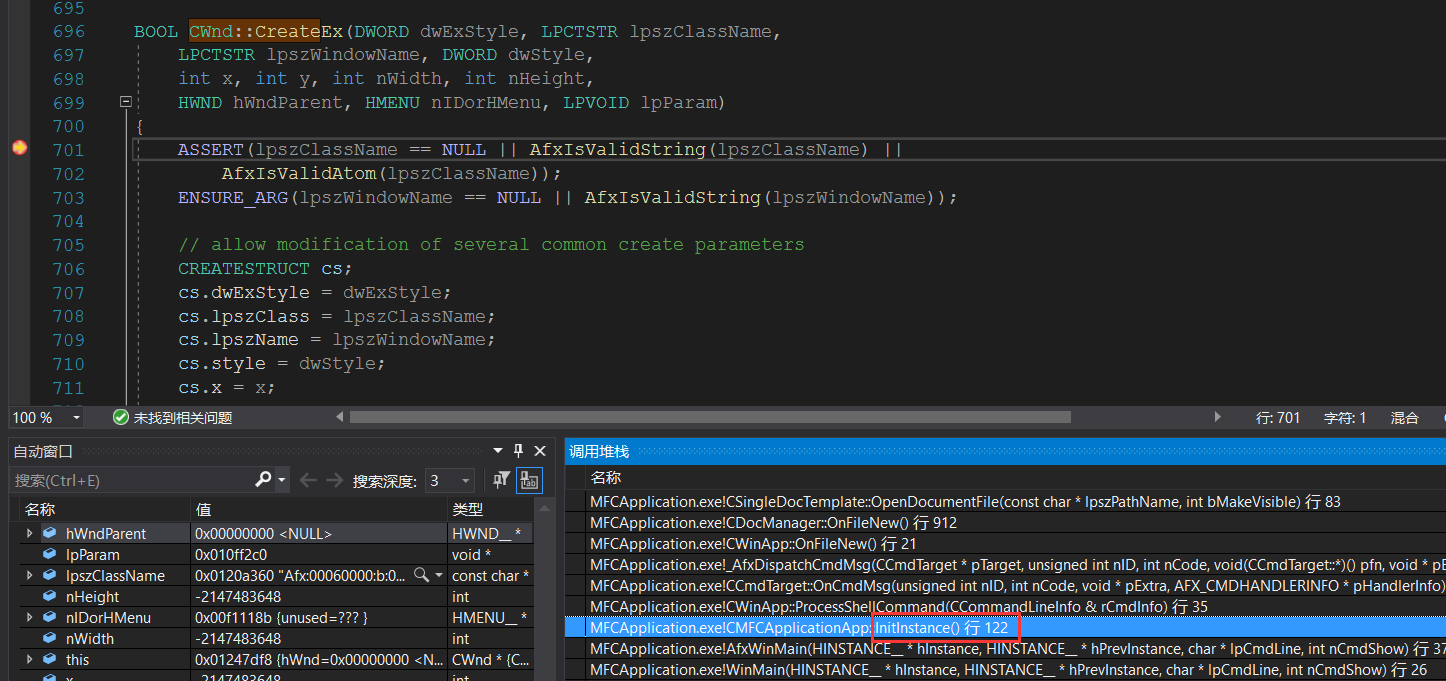 695
696 BOOL CWnd::CreateEx(DWORD dwExStyle, LPCTSTR lpszClassName,
697 LPCTSTR lpszWindowName, DWORD dwStyle,
698 int x, int y, int nWidth, int nHeight,
699 HWND hWndParent, HMENU nIDorHMenu, LPVOID lpParam)
700 {
701 ASSERT(lpszClassName == NULL || AfxIsValidString(lpszClassName) ||
702 AfxIsValidAtom(lpszClassName));
703 ENSURE_ARG(lpszWindowName == NULL || AfxIsValidString(lpszWindowName));
704
705 // allow modification of several common create parameters
706 CREATESTRUCT cs;
707 cs.dwExStyle = dwExStyle;
708 cs.lpszClass = lpszClassName;
709 cs.lpszName = lpszWindowName;
710 cs.style = dwStyle;
711 cs.x = x;
100 % 未找到相关问题 行: 701 字符: 1 混合
自动窗口
搜索(Ctrl+E) 搜索深度: 3
名称 值 类型
hWndParent 0x00000000 <NULL> HWND__ *
lpParam 0x010ff2c0 void *
lpszClassName 0x0120a360 "Afx:00060000:b:0... const char *
nHeight -2147483648 int
nIDorHMenu 0x00f1118b {unused=??? } HMENU__ *
nWidth -2147483648 int
this 0x01247df8 {hWnd=0x00000000 <N... CWnd * {C...
x -2147483648 int
调用堆栈
名称
MFCApplication.exe!CSingleDocTemplate::OpenDocumentFile(const char * lpszPathName, int bMakeVisible) 行 83
MFCApplication.exe!CDocManager::OnFileNew() 行 912
MFCApplication.exe!CWinApp::OnFileNew() 行 21
MFCApplication.exe!_AfxDispatchCmdMsg(CCmdTarget * pTarget, unsigned int nID, int nCode, void(CCmdTarget::*)() pfn, void * pE
MFCApplication.exe!CCmdTarget::OnCmdMsg(unsigned int nID, int nCode, void * pExtra, AFX_CMDHANDLERINFO * pHandlerInfo)
MFCApplication.exe!CWinApp::ProcessShellCommand(CCommandLineInfo & rCmdInfo) 行 35
MFCApplication.exe!CMFCApplicationApp::InitInstance() 行 122
MFCApplication.exe!AfxWinMain(HINSTANCE__ * hInstance, HINSTANCE__ * hPrevInstance, char * lpCmdLine, int nCmdShow) 行 37
MFCApplication.exe!WinMain(HINSTANCE__ * hInstance, HINSTANCE__ * hPrevInstance, char * lpCmdLine, int nCmdShow) 行 26